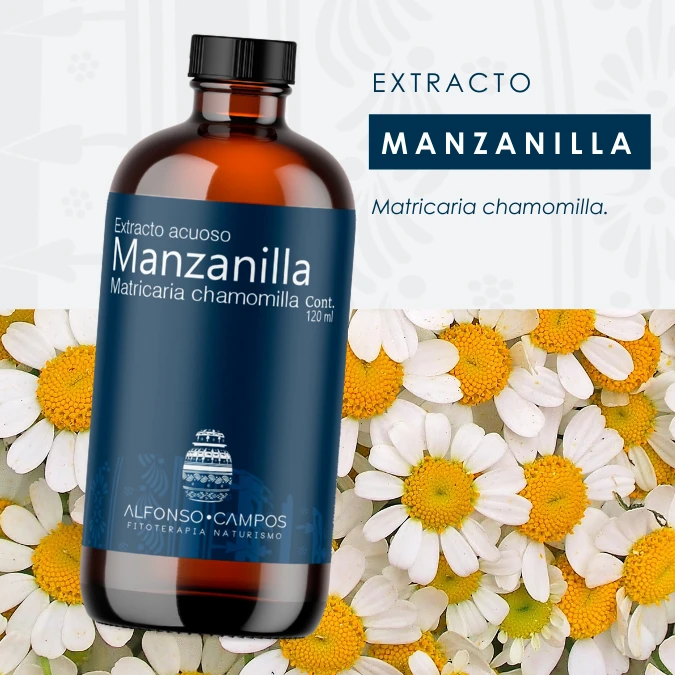 EXTRACTO
MANZANILLA
Matricaria chamomilla.
Extracto acuoso
Manzanilla
Matricaria chamomilla Cont.
120 ml
ALFONSO•CAMPOS
FITOTERAPIA NATURISMO